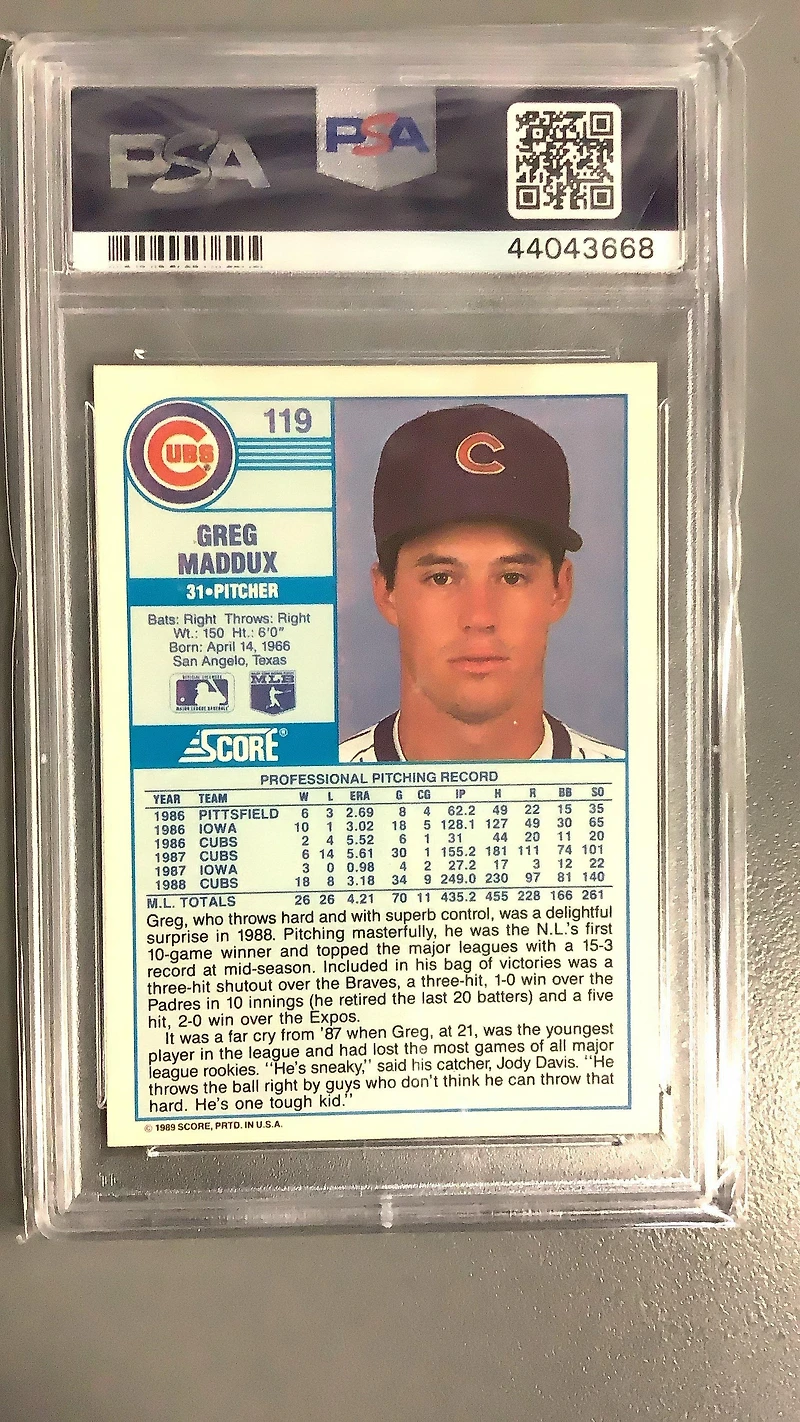 PSA
PSA
44043668
119
CUBS
C
GREG
MADDUX
31•PITCHER
Bats: Right Throws: Right
Wt.: 150 Ht.: 6'0"
Born: April 14, 1966
San Angelo, Texas
MLB
SCORE®
PROFESSIONAL PITCHING RECORD
YEAR TEAM W L ERA G CG IP H R BB SO
1986 PITTSFIELD 6 3 2.69 8 4 62.2 49 22 15 35
1986 IOWA 10 1 3.02 18 5 128.1 127 49 30 65
1986 CUBS 2 4 5.52 6 1 31 44 20 11 20
1987 CUBS 6 14 5.61 30 1 155.2 181 111 74 101
1987 IOWA 3 0 0.98 4 2 27.2 17 3 12 22
1988 CUBS 18 8 3.18 34 9 249.0 230 97 81 140
M.L. TOTALS 26 26 4.21 70 11 435.2 455 228 166 261
Greg, who throws hard and with superb control, was a delightful
surprise in 1988. Pitching masterfully, he was the N.L.'s first
10-game winner and topped the major leagues with a 15-3
record at mid-season. Included in his bag of victories was a
three-hit shutout over the Braves, a three-hit, 1-0 win over the
Padres in 10 innings (he retired the last 20 batters) and a five
hit, 2-0 win over the Expos.
It was a far cry from '87 when Greg, at 21, was the youngest
player in the league and had lost the most games of all major
league rookies. "He's sneaky," said his catcher, Jody Davis. "He
throws the ball right by guys who don't think he can throw that
hard. He's one tough kid."
© 1989 SCORE, PRTD. IN U.S.A.